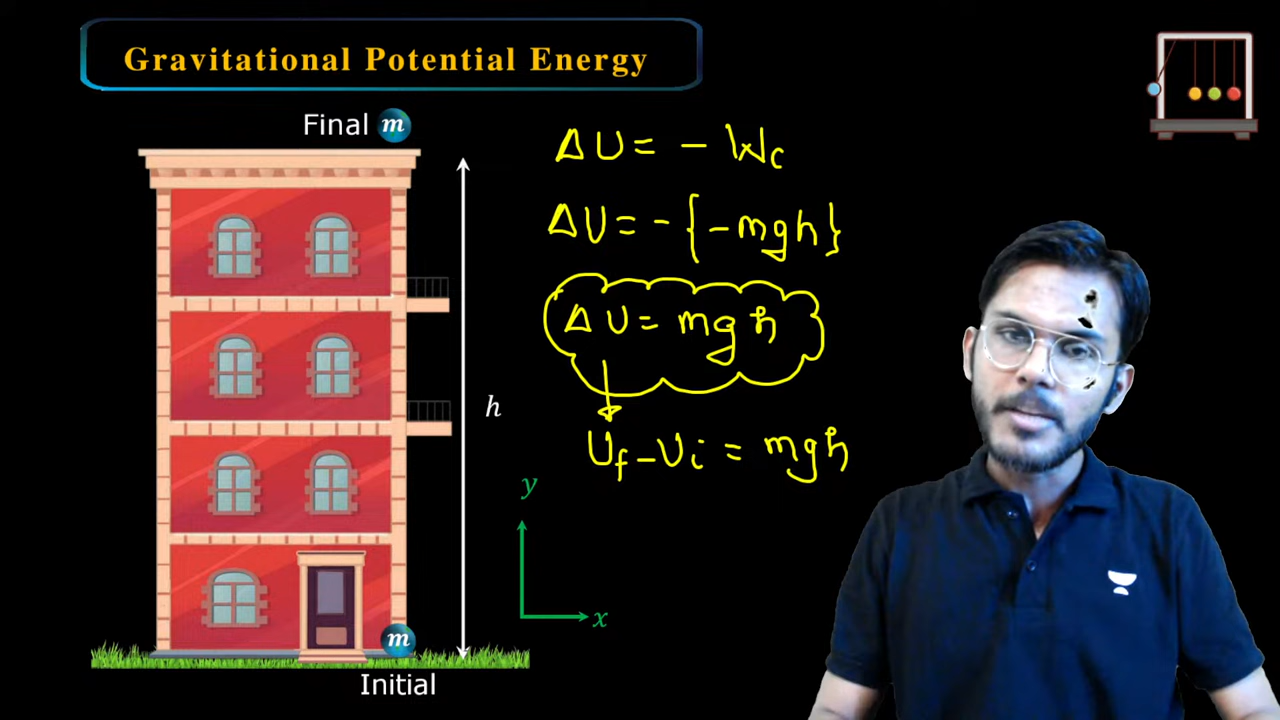 Gravitational Potential Energy
Final m
ΔU = - Wc
ΔU = -{-mgh}
ΔU = mgh
h
Uf - Ui = mgh
y
x
m
Initial